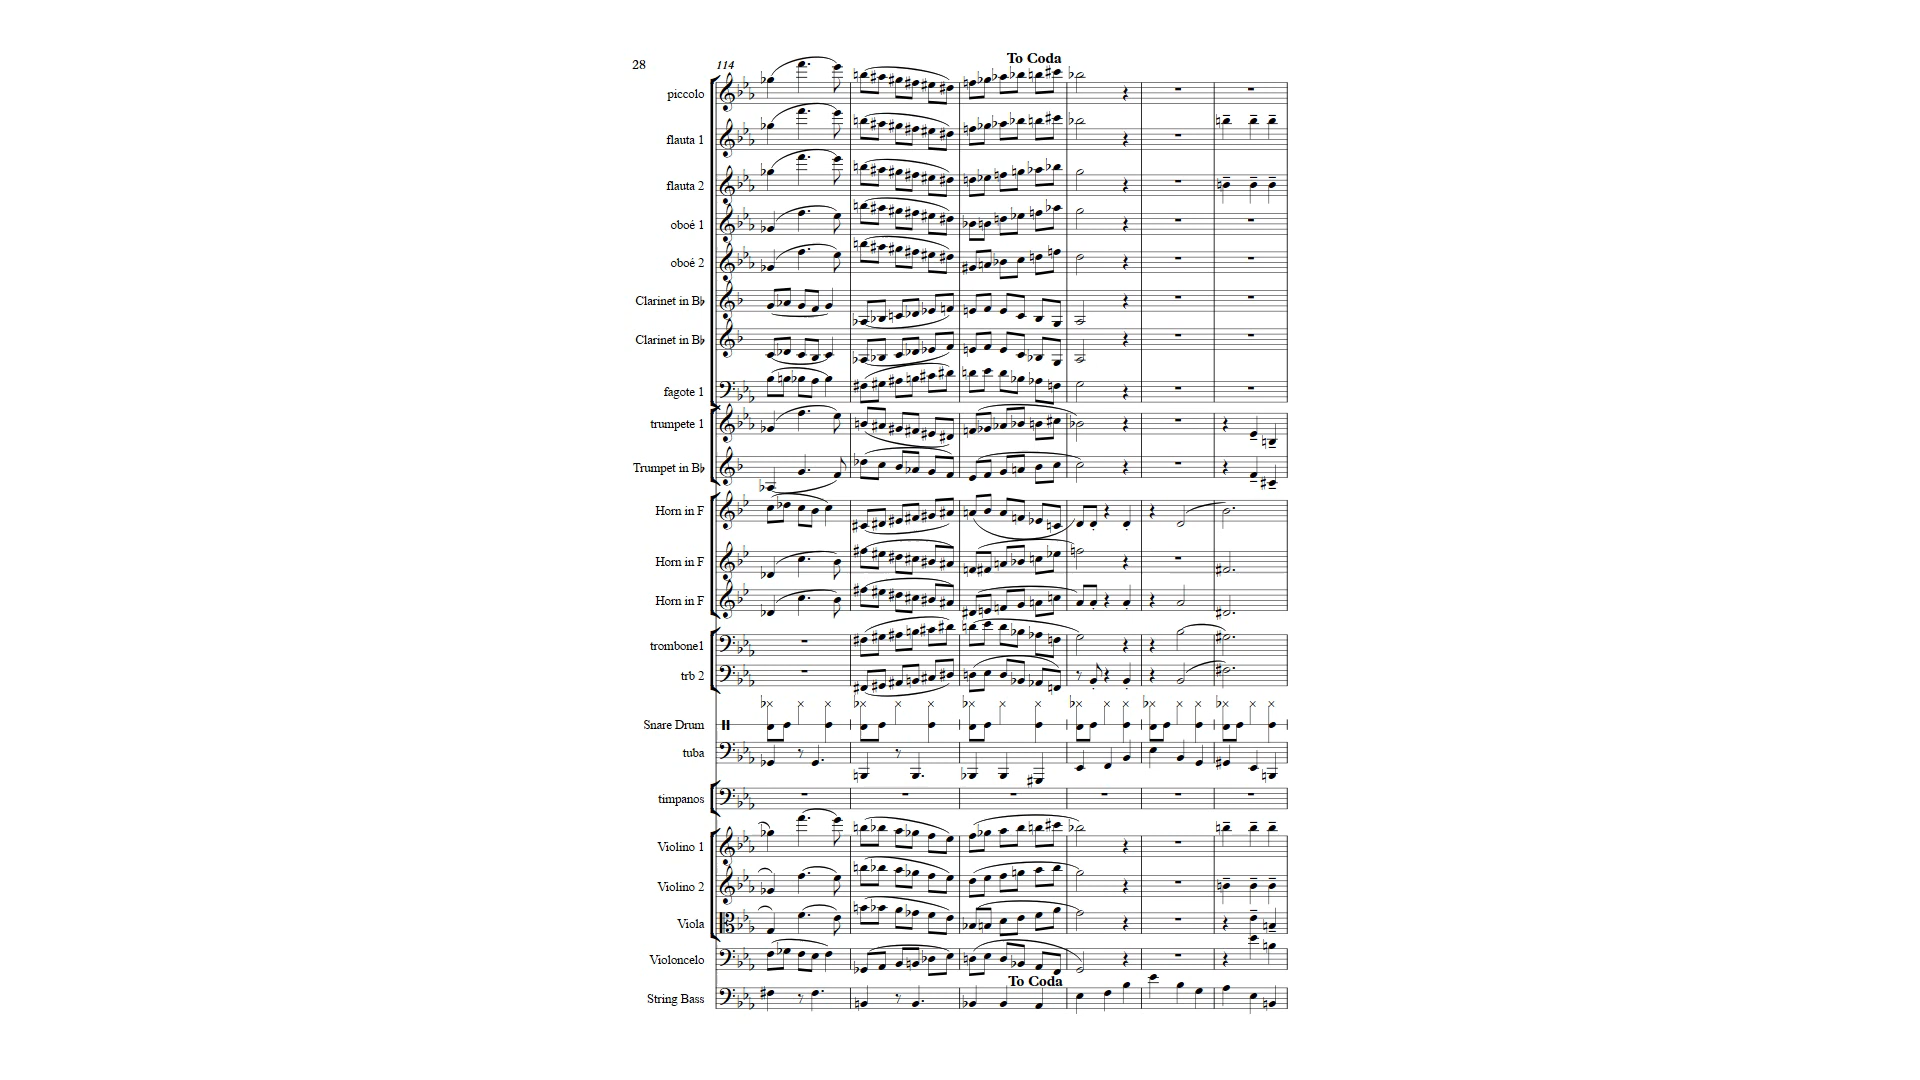 To Coda
28
114
piccolo
flauta 1
flauta 2
oboé 1
oboé 2
Clarinet in B♭
Clarinet in B♭
fagote 1
trumpete 1
Trumpet in B♭
Horn in F
Horn in F
Horn in F
trombone1
trb 2
Snare Drum
tuba
timpanos
Violino 1
Violino 2
Viola
Violoncelo
To Coda
String Bass